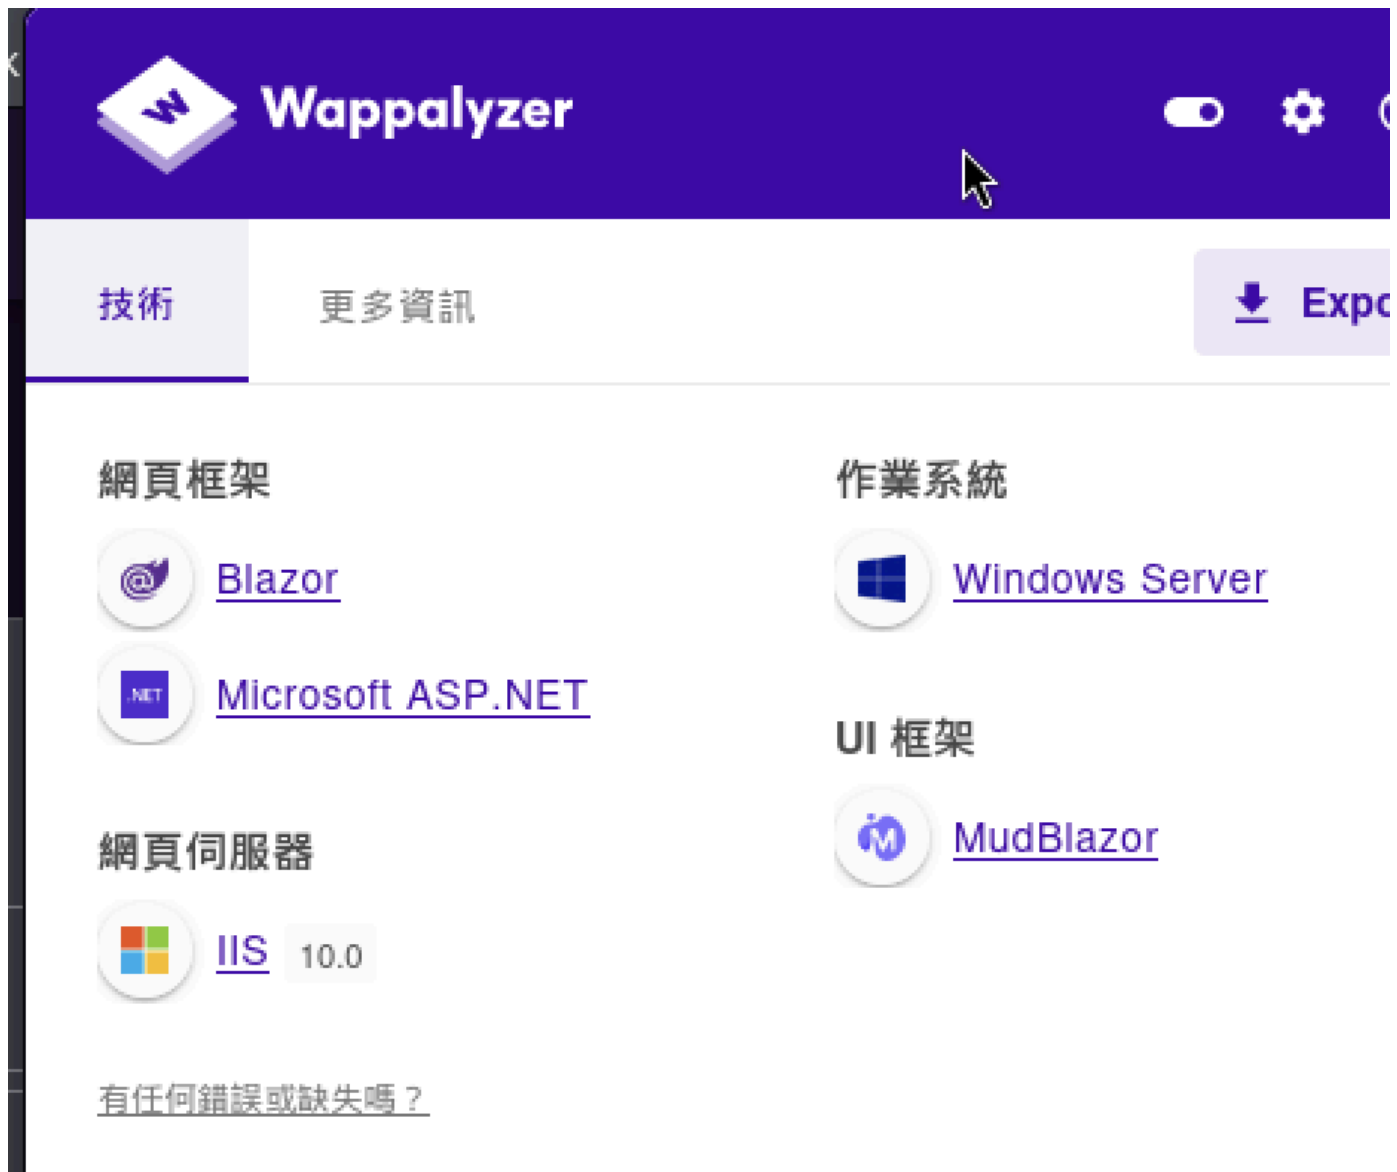 Wappalyzer
技術
更多資訊
網頁框架
Blazor
.NET
Microsoft ASP.NET
網頁伺服器
IIS 10.0
有任何錯誤或缺失嗎？
作業系統
Windows Server
UI 框架
MudBlazor